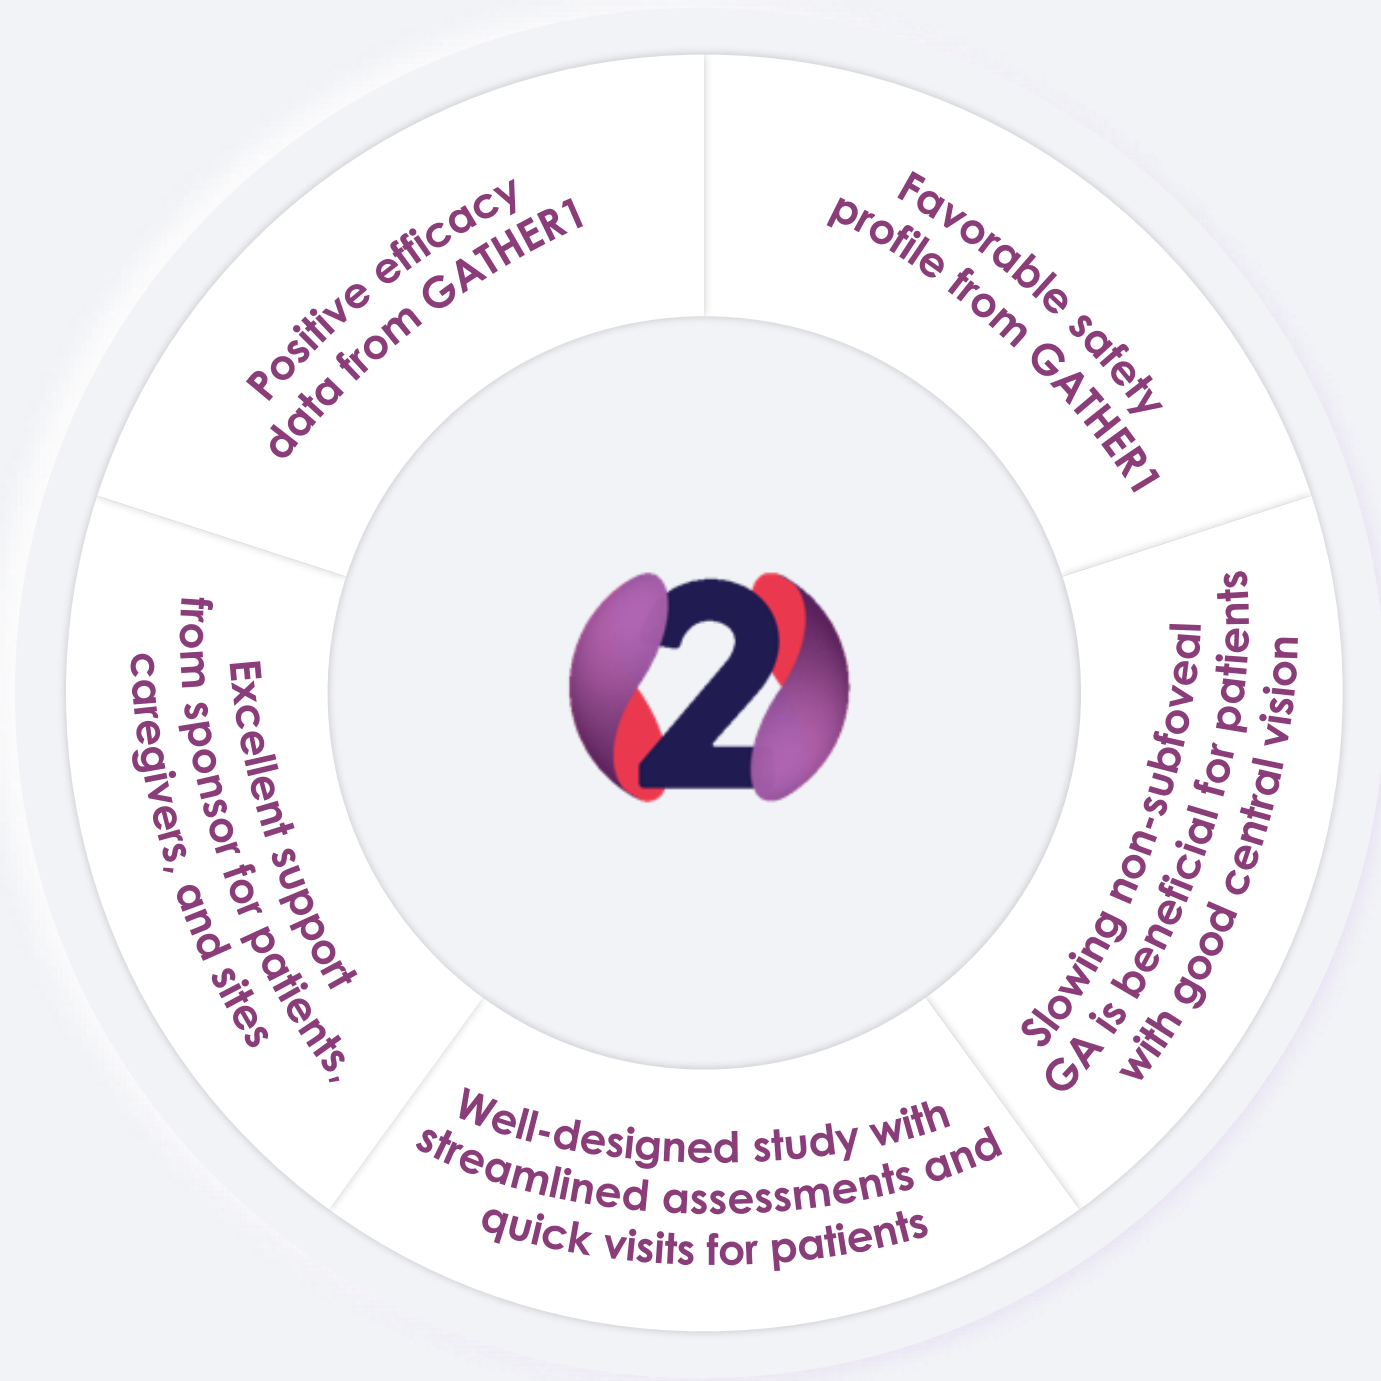 Positive efficacy
data from GATHER1
Favorable safety
profile from GATHER1
Slowing non-subfoveal
GA is beneficial for patients
with good central vision
Well-designed study with
streamlined assessments and
quick visits for patients
Excellent support
from sponsor for patients,
caregivers, and sites
2